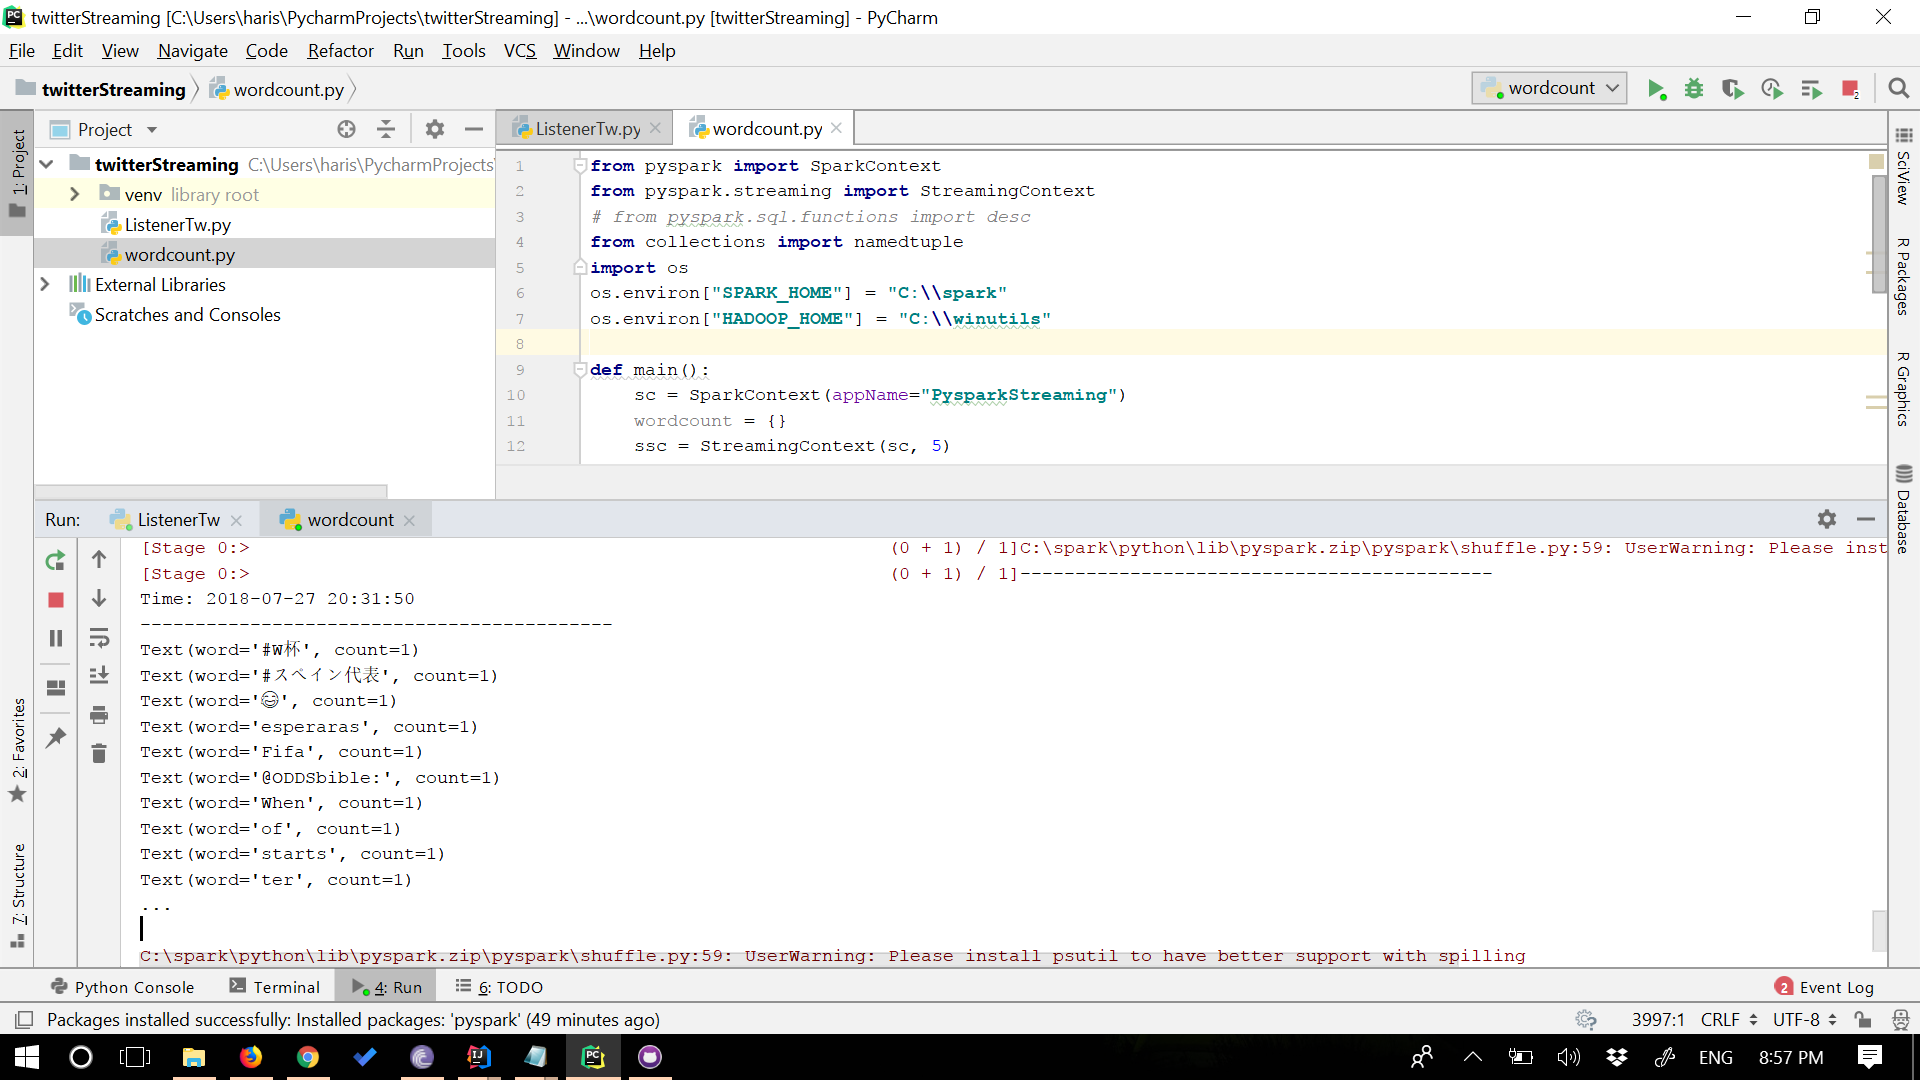 twitterStreaming [C:\Users\haris\PycharmProjects\twitterStreaming] - ...\wordcount.py [twitterStreaming] - PyCharm
File Edit View Navigate Code Refactor Run Tools VCS Window Help
twitterStreaming wordcount.py
wordcount
2
1: Project
Project
twitterStreaming C:\Users\haris\PycharmProjects
venv library root
ListenerTw.py
wordcount.py
External Libraries
Scratches and Consoles
ListenerTw.py wordcount.py
1 from pyspark import SparkContext
2 from pyspark.streaming import StreamingContext
3 # from pyspark.sql.functions import desc
4 from collections import namedtuple
5 import os
6 os.environ["SPARK_HOME"] = "C:\\spark"
7 os.environ["HADOOP_HOME"] = "C:\\winutils"
8
9 def main():
10 sc = SparkContext(appName="PysparkStreaming")
11 wordcount = {}
12 ssc = StreamingContext(sc, 5)
SciView
R Packages
R Graphics
Database
Run: ListenerTw wordcount
[Stage 0:> (0 + 1) / 1]C:\spark\python\lib\pyspark.zip\pyspark\shuffle.py:59: UserWarning: Please inst
[Stage 0:> (0 + 1) / 1]-------------------------------------------
Time: 2018-07-27 20:31:50
-------------------------------------------
Text(word='#W杯', count=1)
Text(word='#スペイン代表', count=1)
Text(word='😅', count=1)
Text(word='esperaras', count=1)
Text(word='Fifa', count=1)
Text(word='@ODDSbible:', count=1)
Text(word='When', count=1)
Text(word='of', count=1)
Text(word='starts', count=1)
Text(word='ter', count=1)
...
C:\spark\python\lib\pyspark.zip\pyspark\shuffle.py:59: UserWarning: Please install psutil to have better support with spilling
2: Favorites
7: Structure
Python Console Terminal 4: Run 6: TODO 2 Event Log
Packages installed successfully: Installed packages: 'pyspark' (49 minutes ago) 3997:1 CRLF UTF-8
ENG 8:57 PM